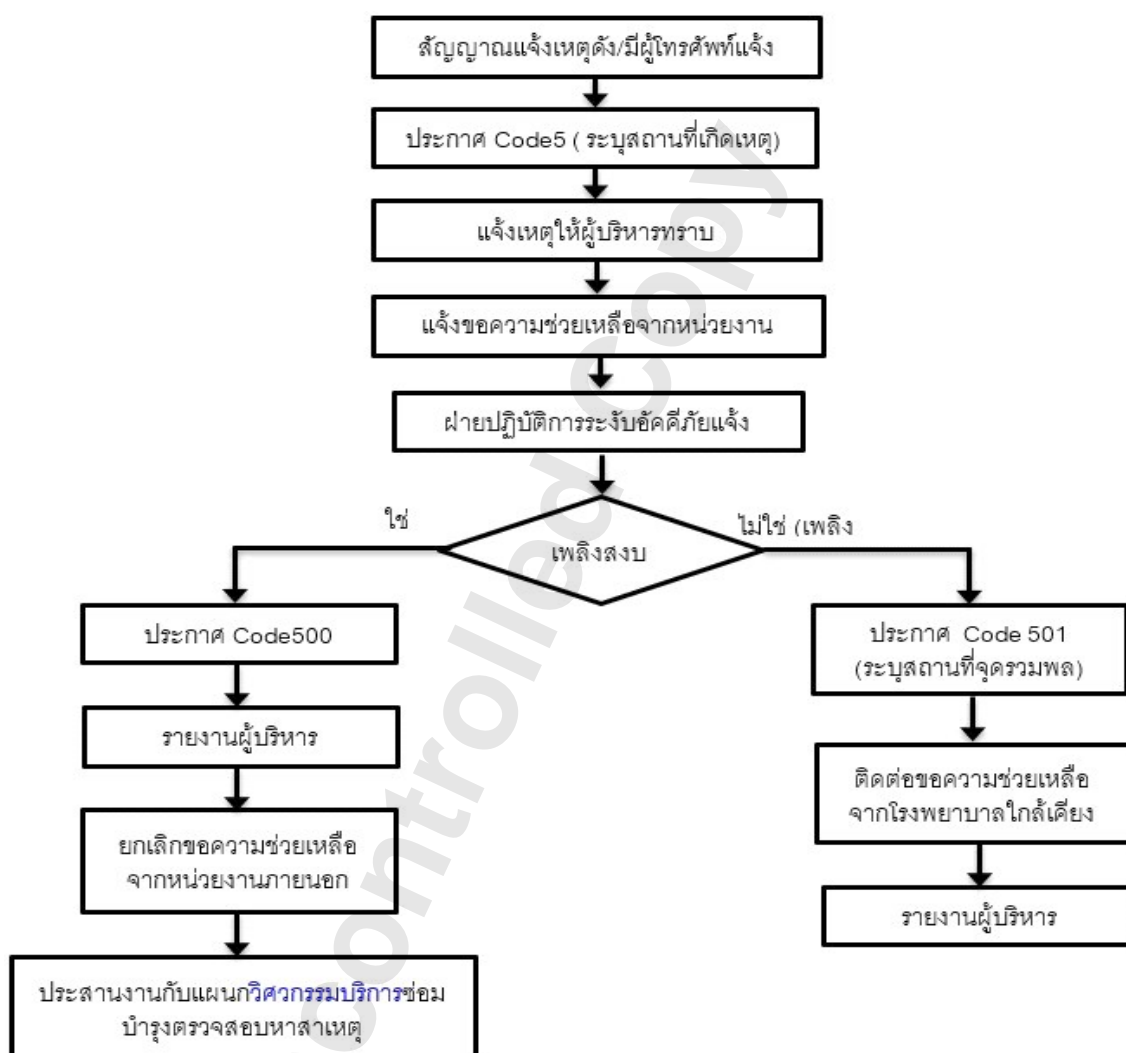 สัญญาณแจ้งเหตุดัง/มีผู้โทรศัพท์แจ้ง
ประกาศ Code5 ( ระบุสถานที่เกิดเหตุ)
แจ้งเหตุให้ผู้บริหารทราบ
แจ้งขอความช่วยเหลือจากหน่วยงาน
ฝ่ายปฏิบัติการระงับอัคคีภัยแจ้ง
ใช่
ไม่ใช่ (เพลิง
เพลิงสงบ
ประกาศ Code500
รายงานผู้บริหาร
ยกเลิกขอความช่วยเหลือ
จากหน่วยงานภายนอก
ประสานงานกับแผนกวิศวกรรมบริการซ่อม
บำรุงตรวจสอบหาสาเหตุ
ประกาศ Code 501
(ระบุสถานที่จุดรวมพล)
ติดต่อขอความช่วยเหลือ
จากโรงพยาบาลใกล้เคียง
รายงานผู้บริหาร
controlled Copy